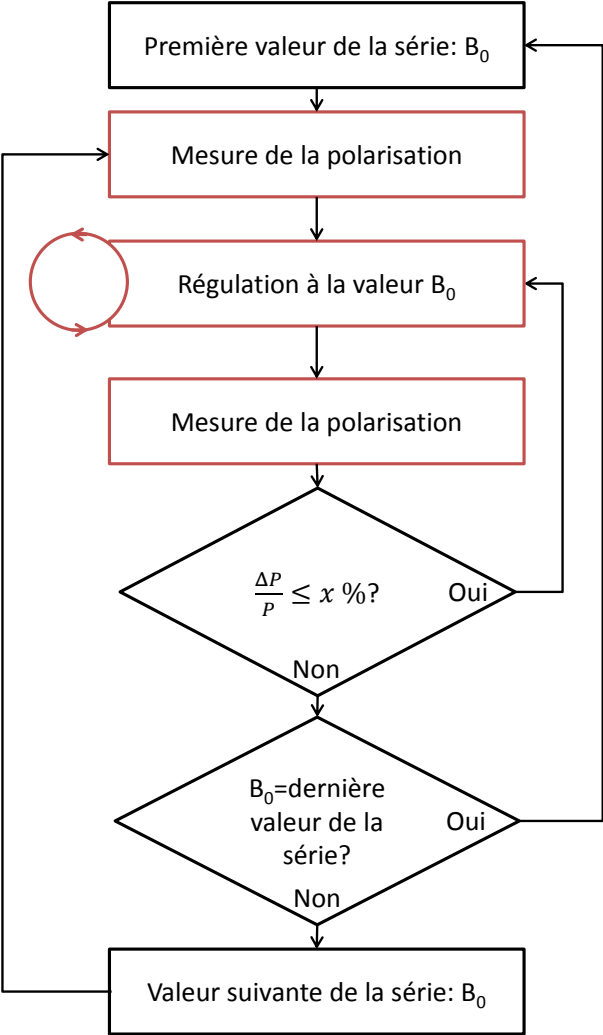 Première valeur de la série: B₀
Mesure de la polarisation
Régulation à la valeur B₀
Mesure de la polarisation
ΔP/P ≤ x %?
Oui
Non
B₀=dernière
valeur de la
série?
Oui
Non
Valeur suivante de la série: B₀